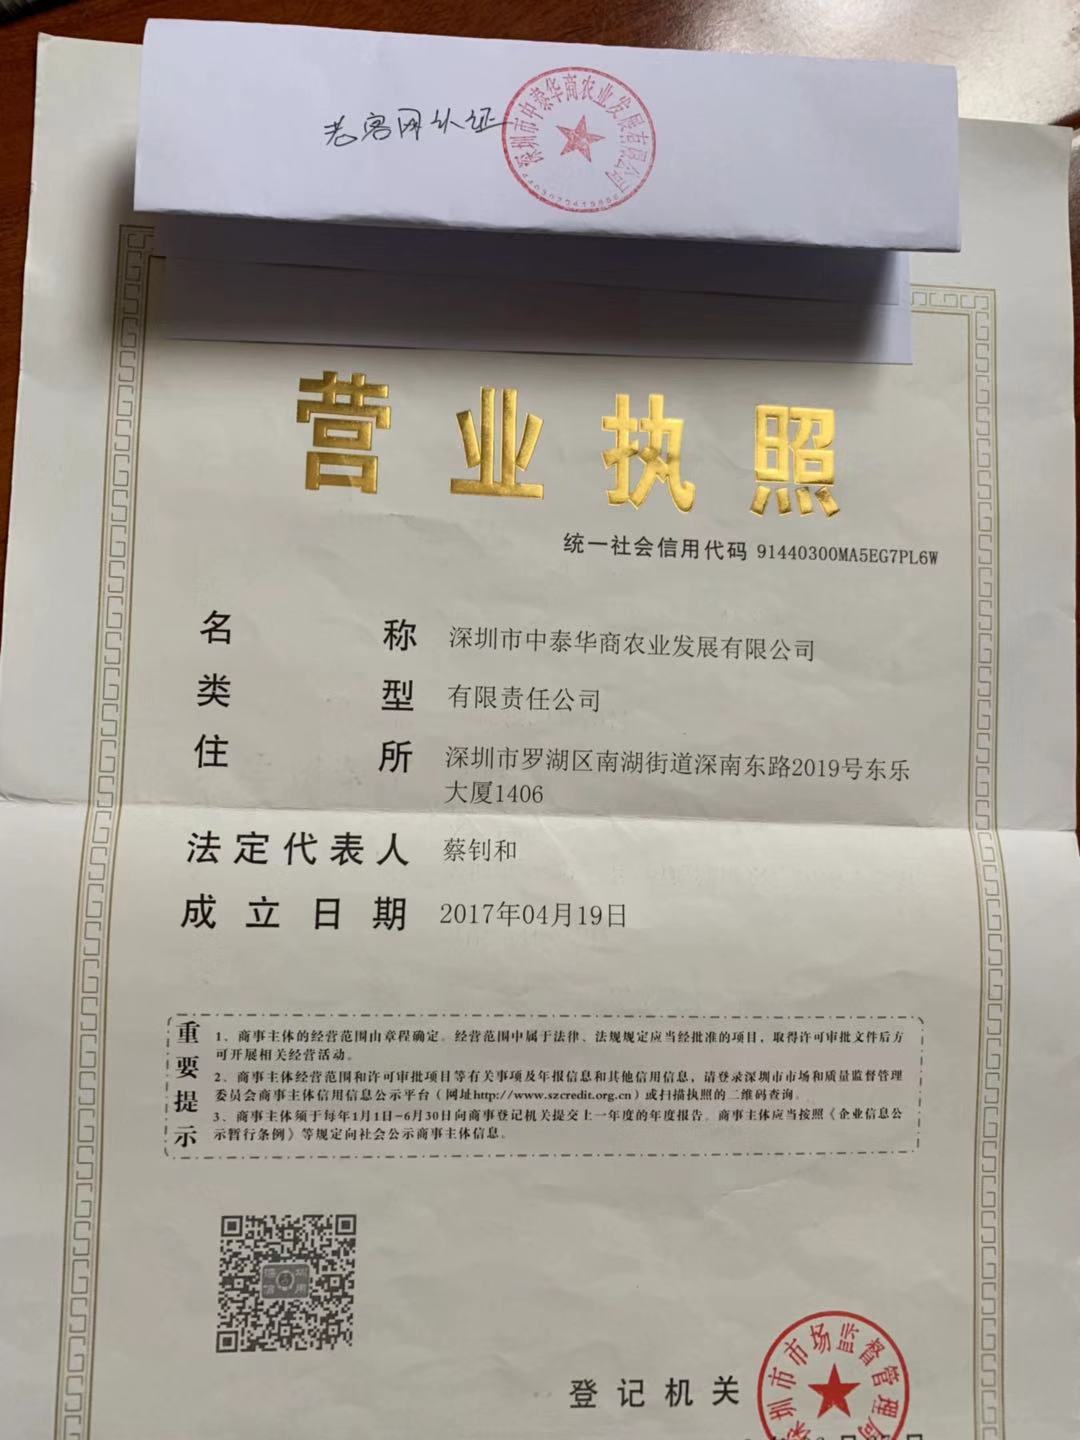 老客网认证
深圳市中泰华商农业发展有限公司
营业执照
统一社会信用代码 91440300MA5EG7PL6W
名称 深圳市中泰华商农业发展有限公司
类型 有限责任公司
住所 深圳市罗湖区南湖街道深南东路2019号东乐
大厦1406
法定代表人 蔡钊和
成立日期 2017年04月19日
重要提示
1、商事主体的经营范围由章程确定。经营范围中属于法律、法规规定应当经批准的项目，取得许可审批文件后方
可开展相关经营活动。
2、商事主体经营范围和许可审批项目等有关事项及年报信息和其他信用信息，请登录深圳市市场和质量监督管理
委员会商事主体信用信息公示平台（网址http://www.szcredit.org.cn）或扫描执照的二维码查询。
3、商事主体须于每年1月1日-6月30日向商事登记机关提交上一年度的年度报告。商事主体应当按照《企业信息公
示暂行条例》等规定向社会公示商事主体信息。
深圳
信用
登记机关
深圳市市场监督管理局